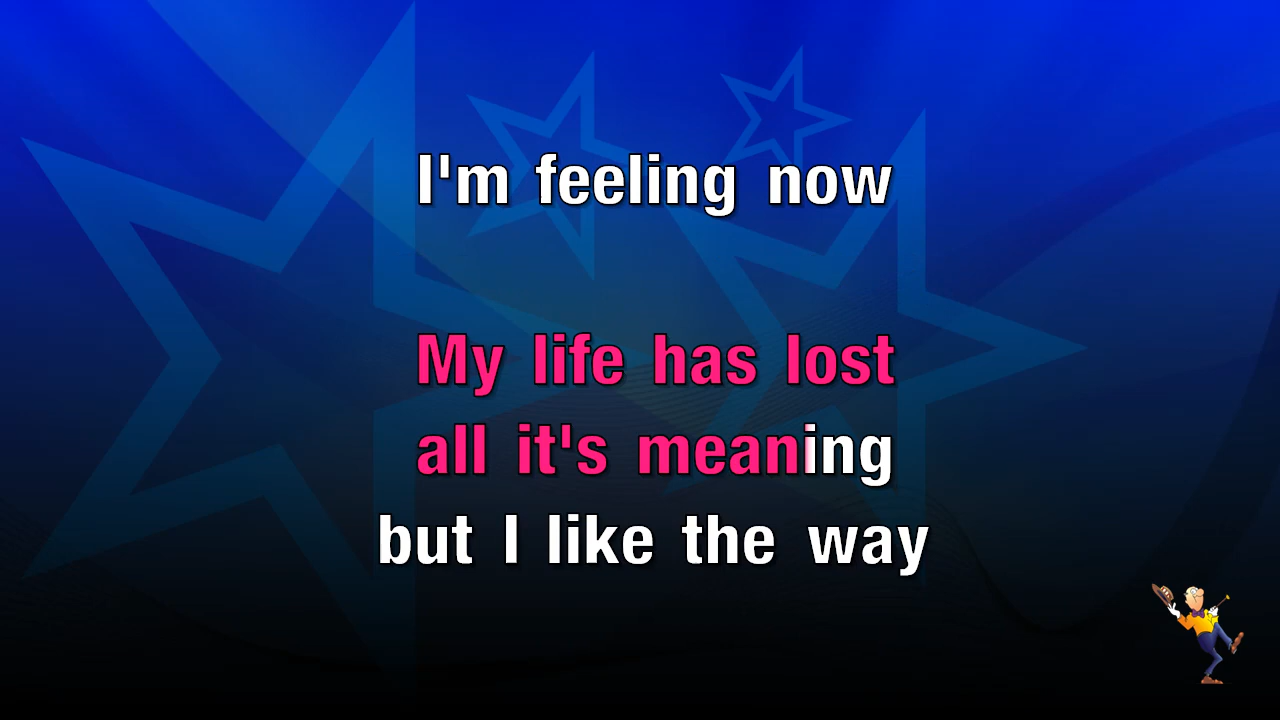 I'm feeling now
My life has lost
all it's meaning
but I like the way